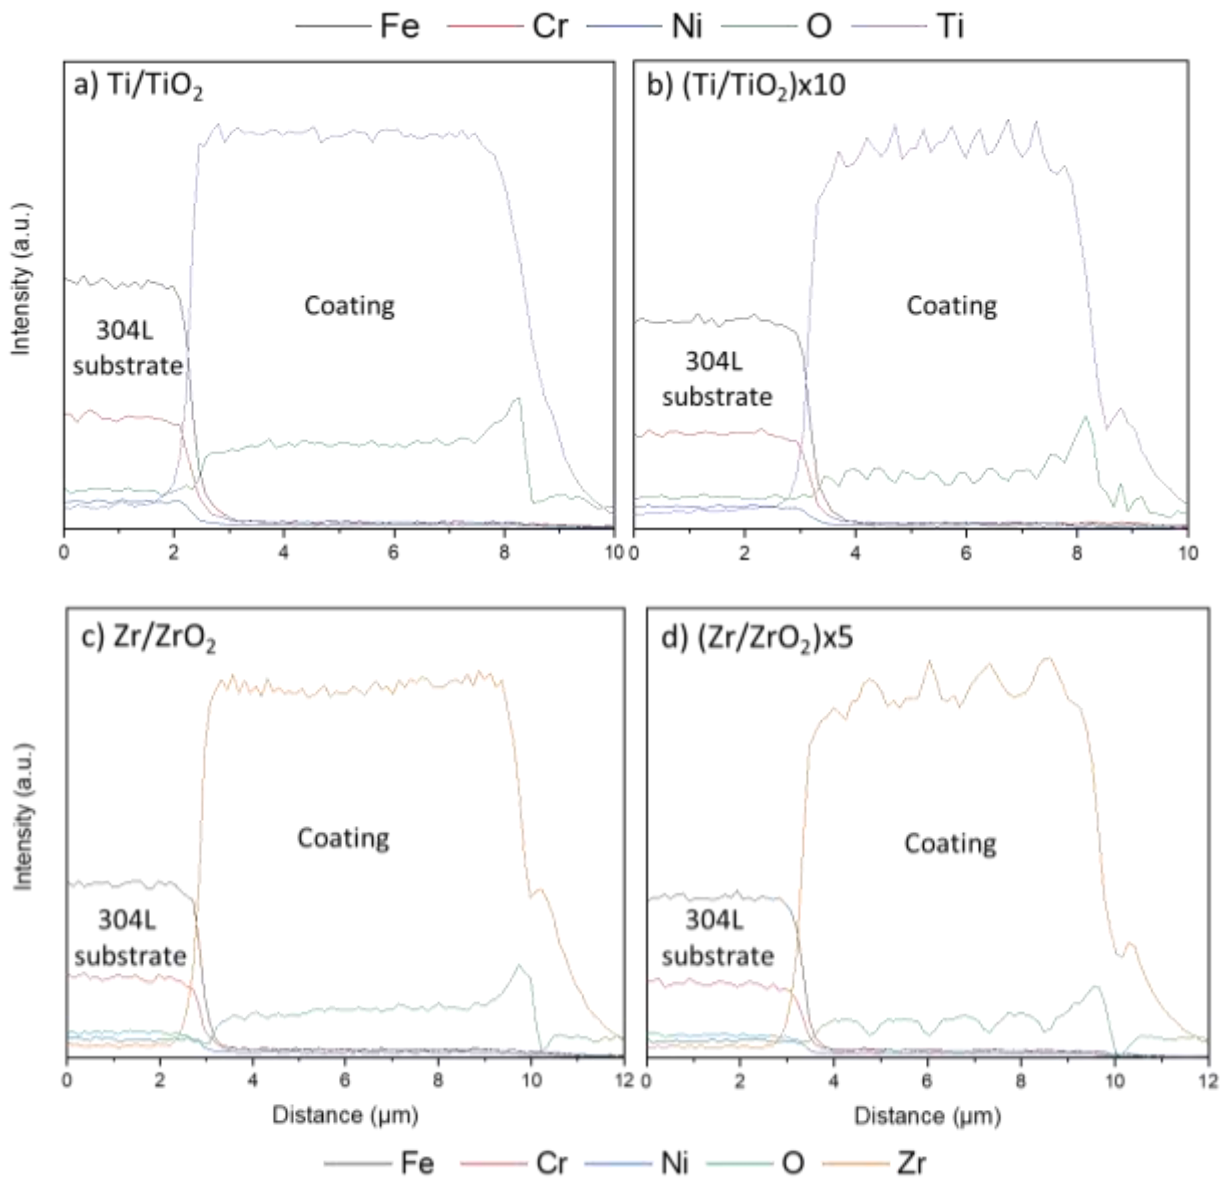 Fe Cr Ni O Ti
a) Ti/TiO₂
b) (Ti/TiO₂)x10
Intensity (a.u.)
304L
substrate
Coating
304L
substrate
Coating
0 2 4 6 8 10
0 2 4 6 8 10
c) Zr/ZrO₂
d) (Zr/ZrO₂)x5
Intensity (a.u.)
304L
substrate
Coating
304L
substrate
Coating
0 2 4 6 8 10 12
0 2 4 6 8 10 12
Distance (µm)
Distance (µm)
Fe Cr Ni O Zr